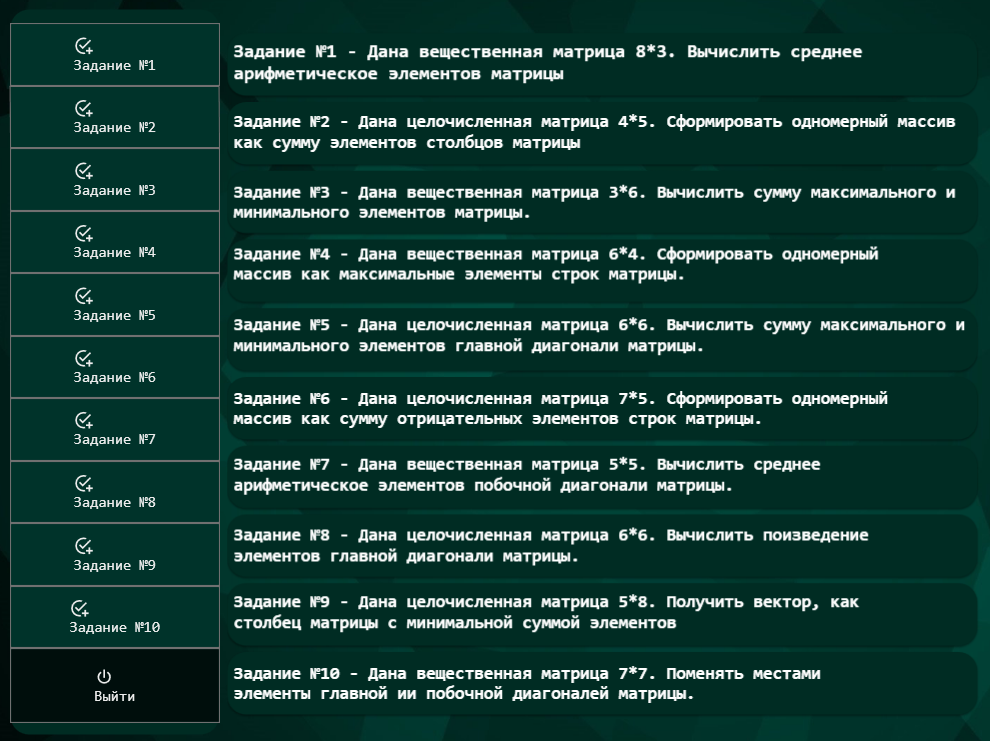 Задание №1
Задание №2
Задание №3
Задание №4
Задание №5
Задание №6
Задание №7
Задание №8
Задание №9
Задание №10
Выйти
Задание №1 - Дана вещественная матрица 8*3. Вычислить среднее
арифметическое элементов матрицы
Задание №2 - Дана целочисленная матрица 4*5. Сформировать одномерный массив
как сумму элементов столбцов матрицы
Задание №3 - Дана вещественная матрица 3*6. Вычислить сумму максимального и
минимального элементов матрицы.
Задание №4 - Дана вещественная матрица 6*4. Сформировать одномерный
массив как максимальные элементы строк матрицы.
Задание №5 - Дана целочисленная матрица 6*6. Вычислить сумму максимального и
минимального элементов главной диагонали матрицы.
Задание №6 - Дана целочисленная матрица 7*5. Сформировать одномерный
массив как сумму отрицательных элементов строк матрицы.
Задание №7 - Дана вещественная матрица 5*5. Вычислить среднее
арифметическое элементов побочной диагонали матрицы.
Задание №8 - Дана целочисленная матрица 6*6. Вычислить поизведение
элементов главной диагонали матрицы.
Задание №9 - Дана целочисленная матрица 5*8. Получить вектор, как
столбец матрицы с минимальной суммой элементов
Задание №10 - Дана вещественная матрица 7*7. Поменять местами
элементы главной ии побочной диагоналей матрицы.